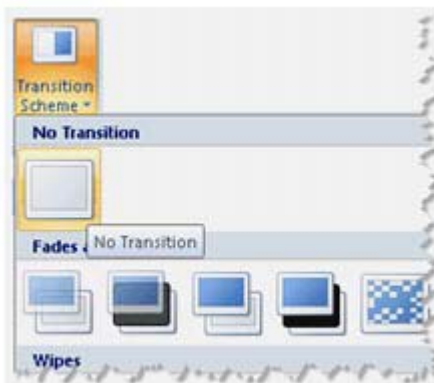 Transition
Scheme
No Transition
No Transition
Fades
Wipes